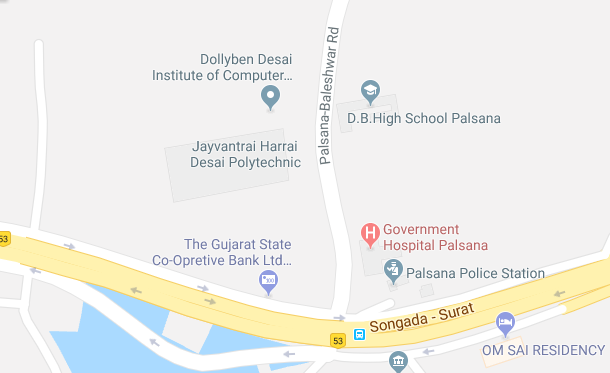 Dollyben Desai
Institute of Computer...
Palsana-Baleshwar Rd
D.B.High School Palsana
Jayvantrai Harrai
Desai Polytechnic
53
The Gujarat State
Co-Opretive Bank Ltd...
Government
Hospital Palsana
H
Palsana Police Station
Songada - Surat
53
OM SAI RESIDENCY